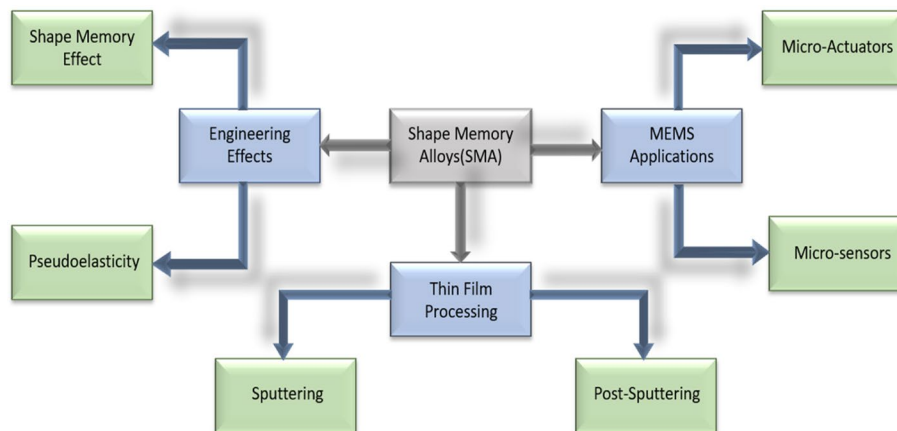 Shape Memory
Effect
Micro-Actuators
Engineering
Effects
Shape Memory
Alloys(SMA)
MEMS
Applications
Pseudoelasticity
Micro-sensors
Thin Film
Processing
Sputtering
Post-Sputtering